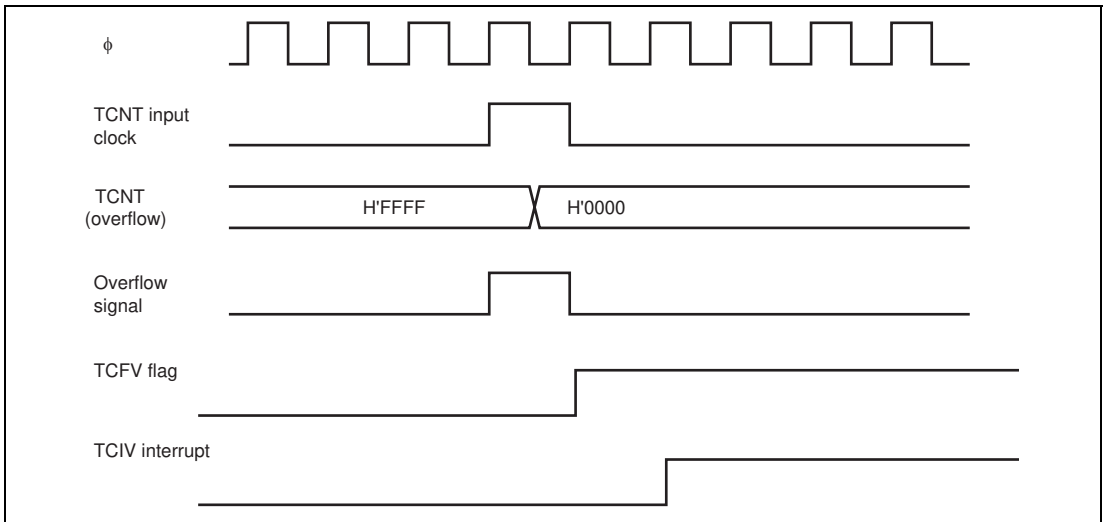 ϕ
TCNT input
clock
TCNT
(overflow)
H'FFFF
H'0000
Overflow
signal
TCFV flag
TCIV interrupt